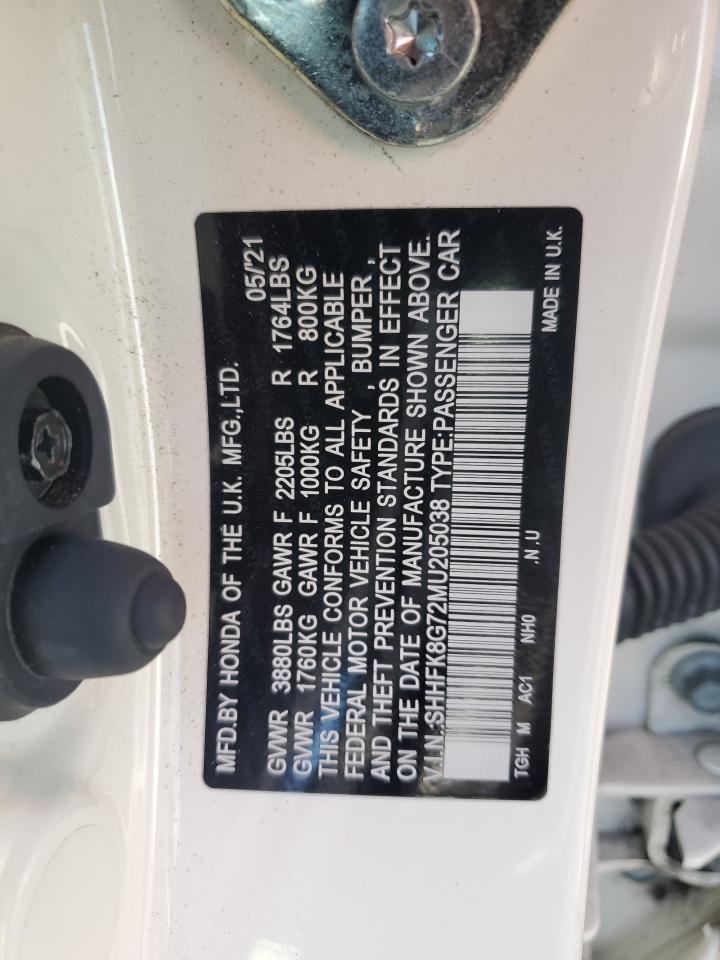 MFD.BY HONDA OF THE U.K. MFG.,LTD. 05/'21
GVWR 3880LBS GAWR F 2205LBS R 1764LBS
GVWR 1760KG GAWR F 1000KG R 800KG
THIS VEHICLE CONFORMS TO ALL APPLICABLE
FEDERAL MOTOR VEHICLE SAFETY , BUMPER ,
AND THEFT PREVENTION STANDARDS IN EFFECT
ON THE DATE OF MANUFACTURE SHOWN ABOVE.
V.I.N.:SHHFK8G72MU205038 TYPE:PASSENGER CAR
TGH M AC1 NH0 .N .U MADE IN U.K.